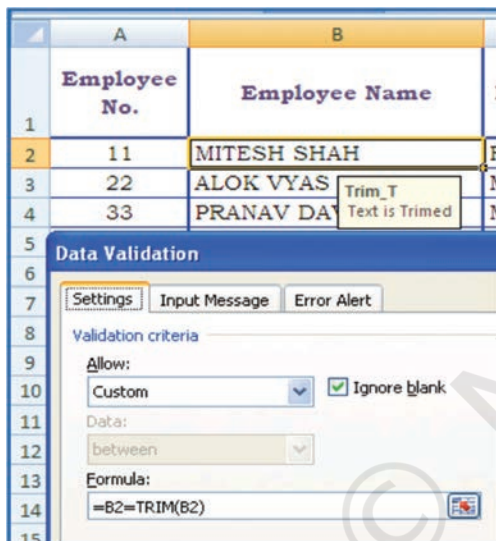 A B
Employee No. Employee Name
1
2 11 MITESH SHAH
3 22 ALOK VYAS
4 33 PRANAV
Trim_T
Text is Trimed
5
6
7
8
9
10
11
12
13
14
15
Data Validation
Settings Input Message Error Alert
Validation criteria
Allow:
Custom Ignore blank
Data:
between
Formula:
=B2=TRIM(B2)
©